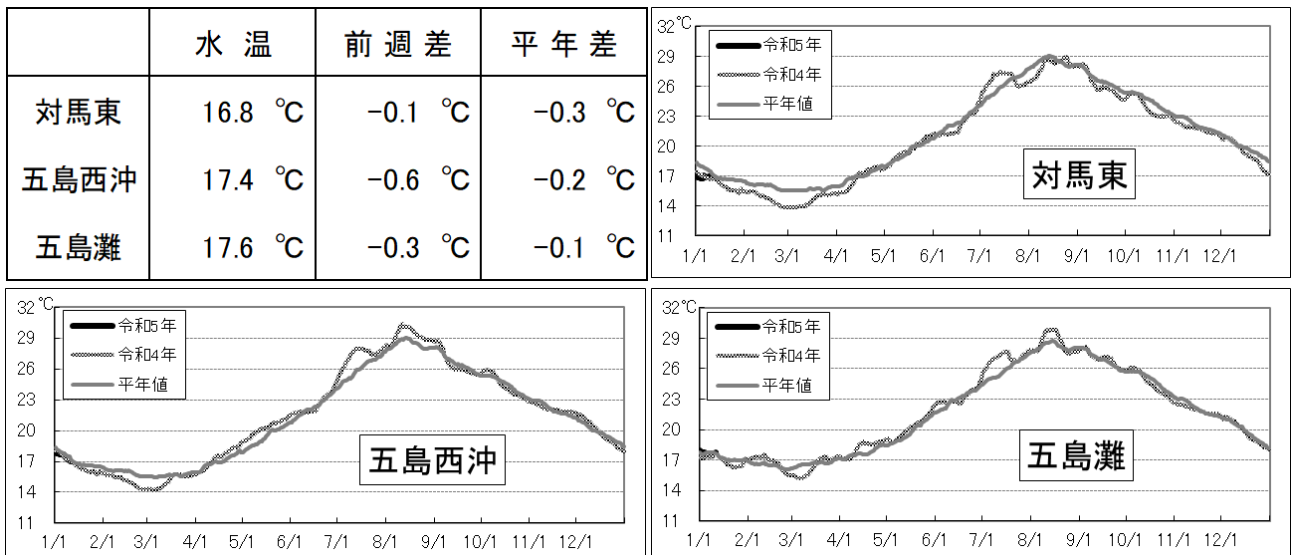 水 温 前 週 差 平 年 差
対馬東 16.8 ℃ -0.1 ℃ -0.3 ℃
五島西沖 17.4 ℃ -0.6 ℃ -0.2 ℃
五島灘 17.6 ℃ -0.3 ℃ -0.1 ℃
32 ℃
29
26
23
20
17
14
11
令和5年
令和4年
平年値
対馬東
1/1 2/1 3/1 4/1 5/1 6/1 7/1 8/1 9/1 10/1 11/1 12/1
32 ℃
29
26
23
20
17
14
11
令和5年
令和4年
平年値
五島西沖
1/1 2/1 3/1 4/1 5/1 6/1 7/1 8/1 9/1 10/1 11/1 12/1
32℃
29
26
23
20
17
14
11
令和5年
令和4年
平年値
五島灘
1/1 2/1 3/1 4/1 5/1 6/1 7/1 8/1 9/1 10/1 11/1 12/1